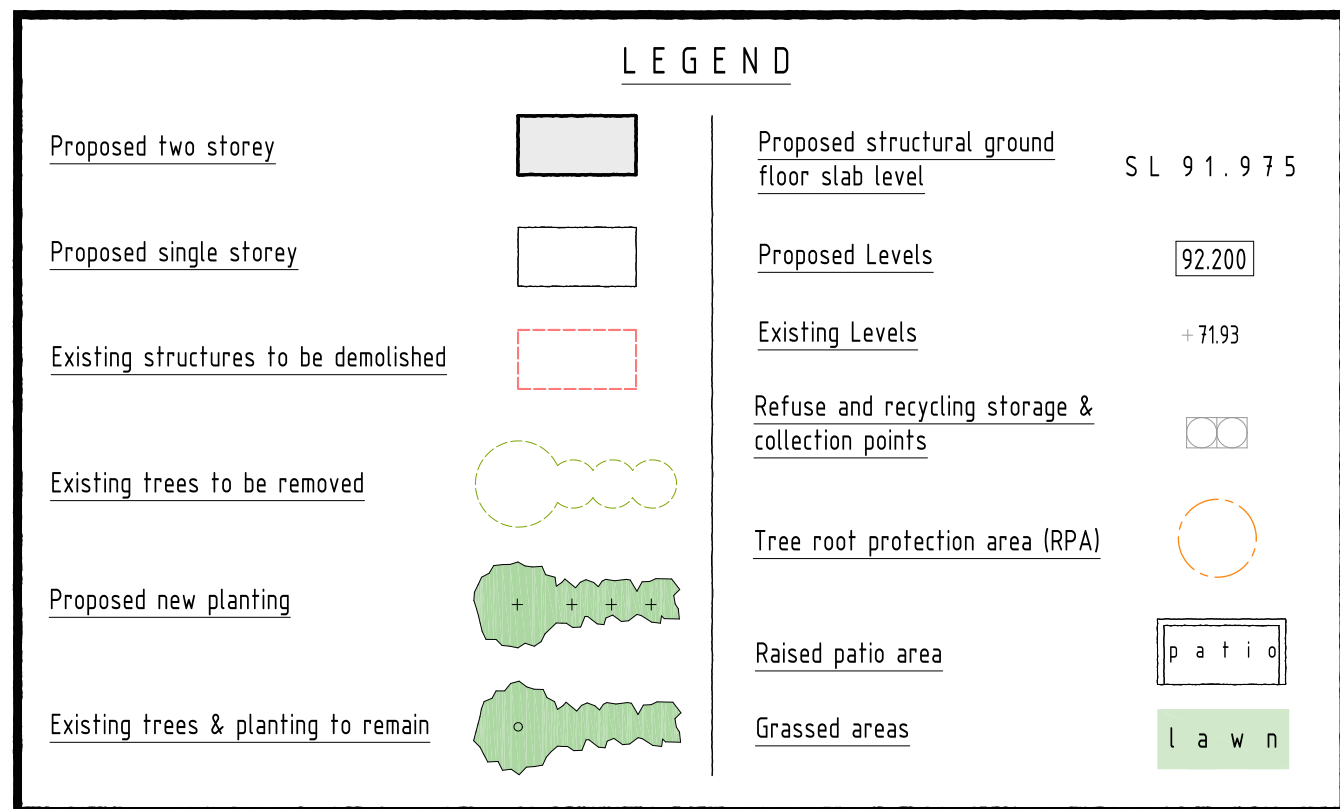 LEGEND
Proposed two storey
Proposed single storey
Existing structures to be demolished
Existing trees to be removed
Proposed new planting
Existing trees & planting to remain
Proposed structural ground
floor slab level
SL 91.975
Proposed Levels
92.200
Existing Levels
+ 71.93
Refuse and recycling storage &
collection points
Tree root protection area (RPA)
Raised patio area
patio
Grassed areas
lawn